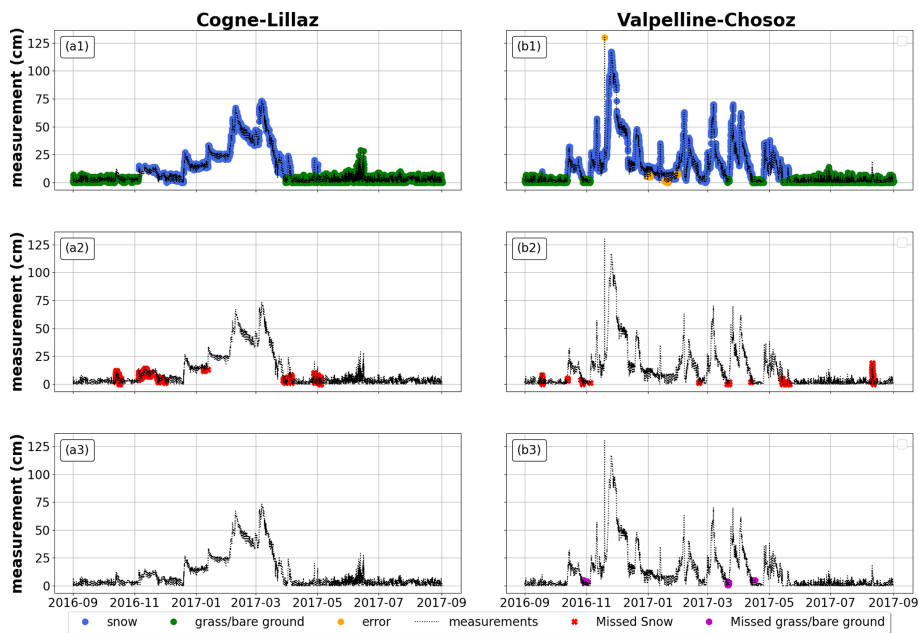 Cogne-Lillaz
Valpelline-Chosoz
measurement (cm)
125
100
75
50
25
0
(a1)
(b1)
measurement (cm)
125
100
75
50
25
0
(a2)
(b2)
measurement (cm)
125
100
75
50
25
0
(a3)
(b3)
2016-09 2016-11 2017-01 2017-03 2017-05 2017-07 2017-09
2016-09 2016-11 2017-01 2017-03 2017-05 2017-07 2017-09
snow grass/bare ground error measurements Missed Snow Missed grass/bare ground